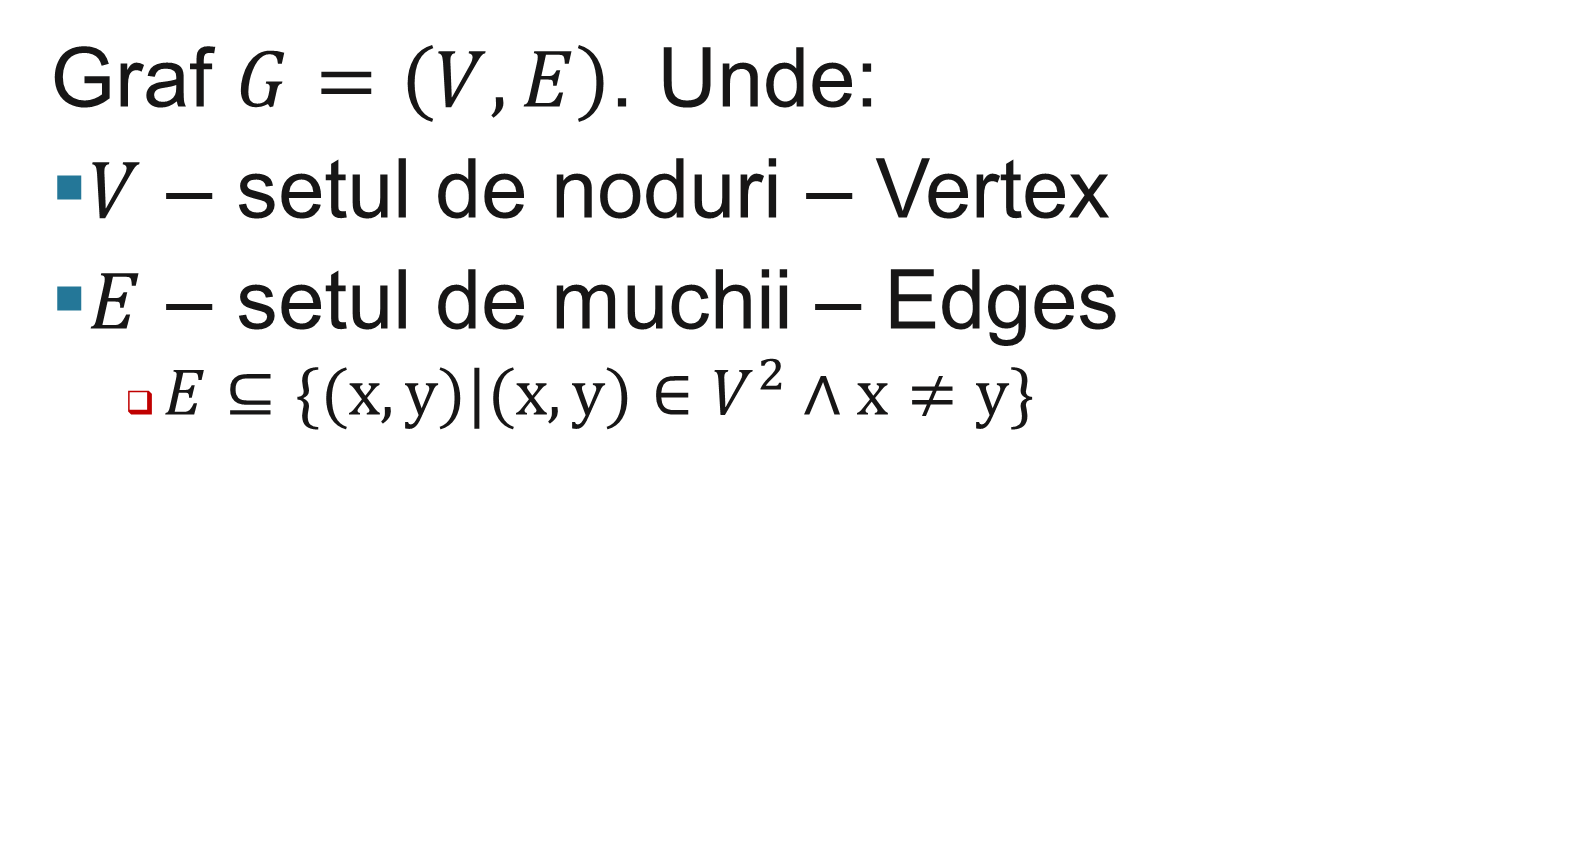 Graf 𝐺 = (𝑉, 𝐸). Unde:
▪𝑉 – setul de noduri – Vertex
▪𝐸 – setul de muchii – Edges
❑ 𝐸 ⊆ {(x, y)|(x, y) ∈ 𝑉² ∧ x ≠ y}